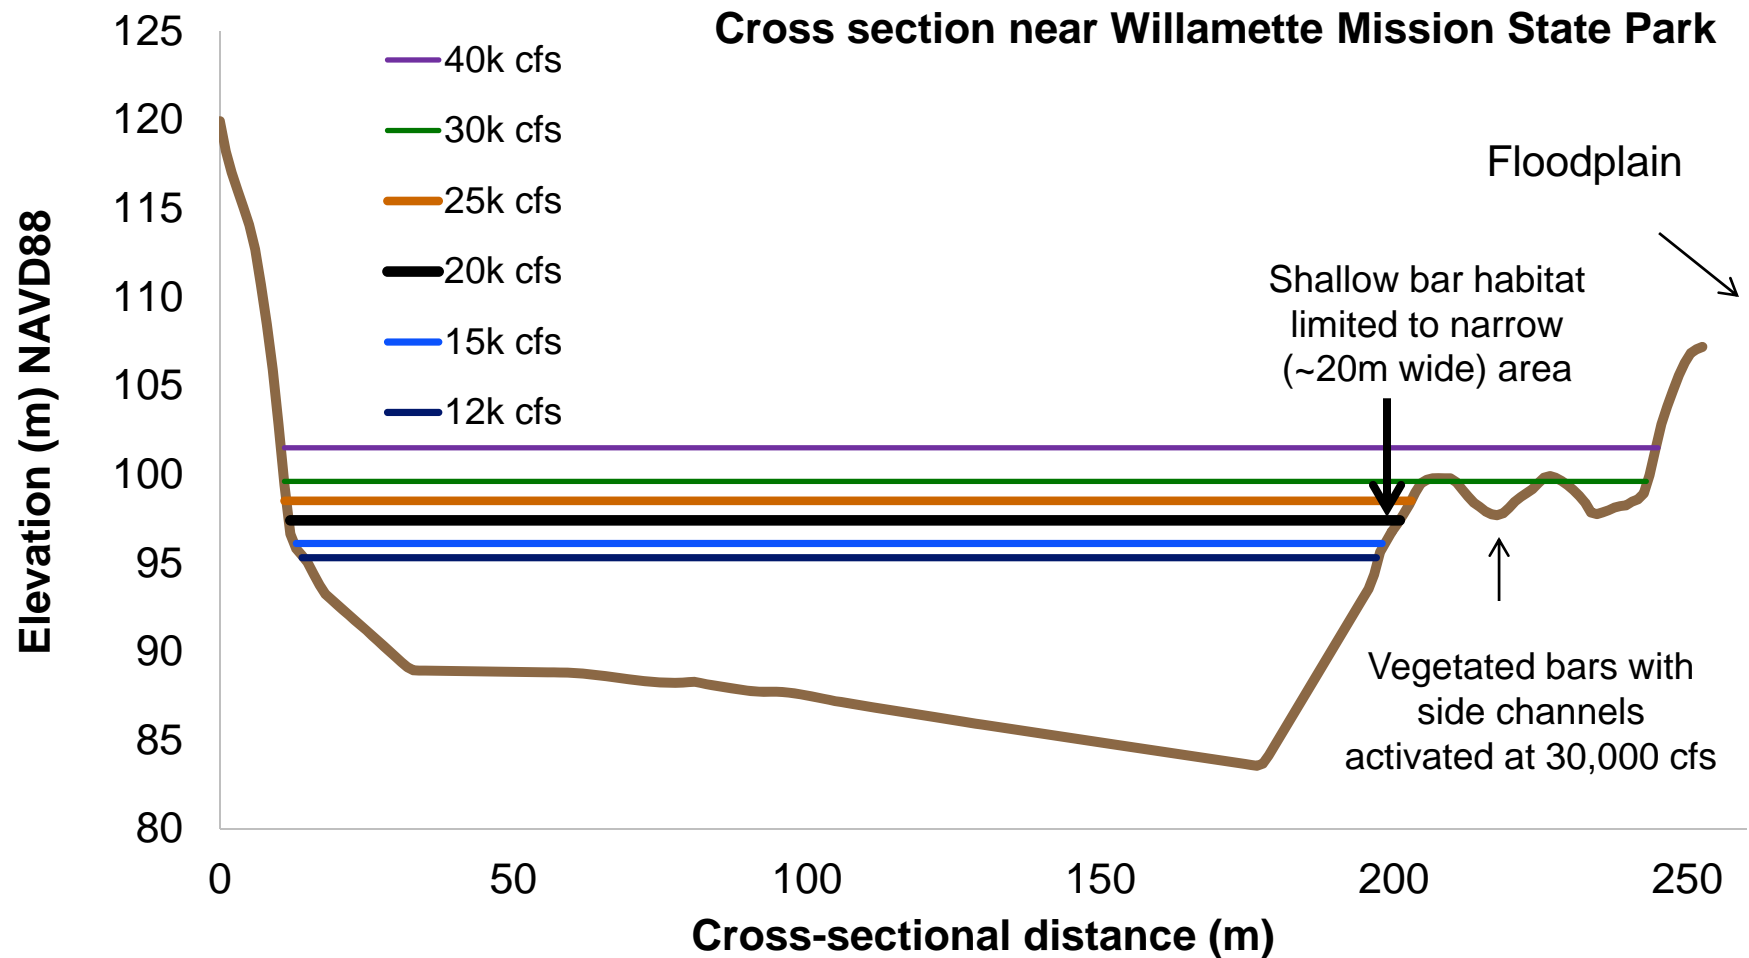 Cross section near Willamette Mission State Park
Elevation (m) NAVD88
125
120
115
110
105
100
95
90
85
80
40k cfs
30k cfs
25k cfs
20k cfs
15k cfs
12k cfs
Floodplain
Shallow bar habitat
limited to narrow
(~20m wide) area
Vegetated bars with
side channels
activated at 30,000 cfs
0
50
100
150
200
250
Cross-sectional distance (m)